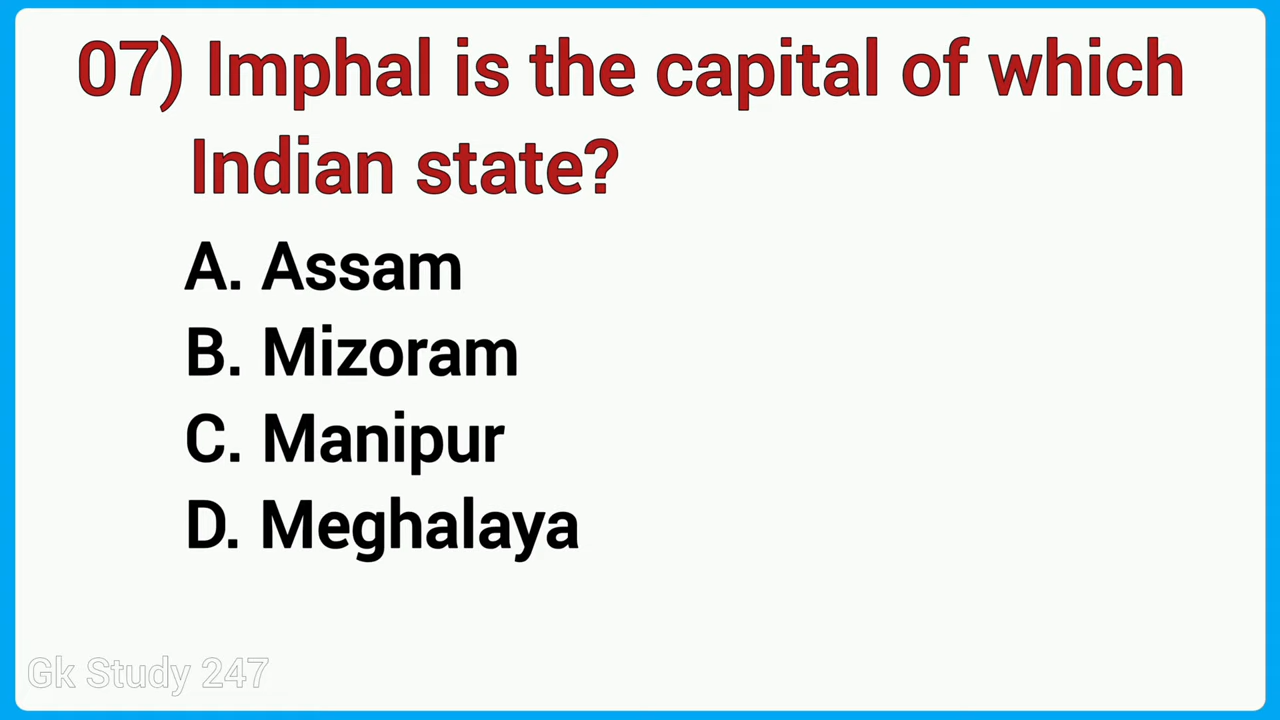 07) Imphal is the capital of which
Indian state?
A. Assam
B. Mizoram
C. Manipur
D. Meghalaya
Gk Study 247